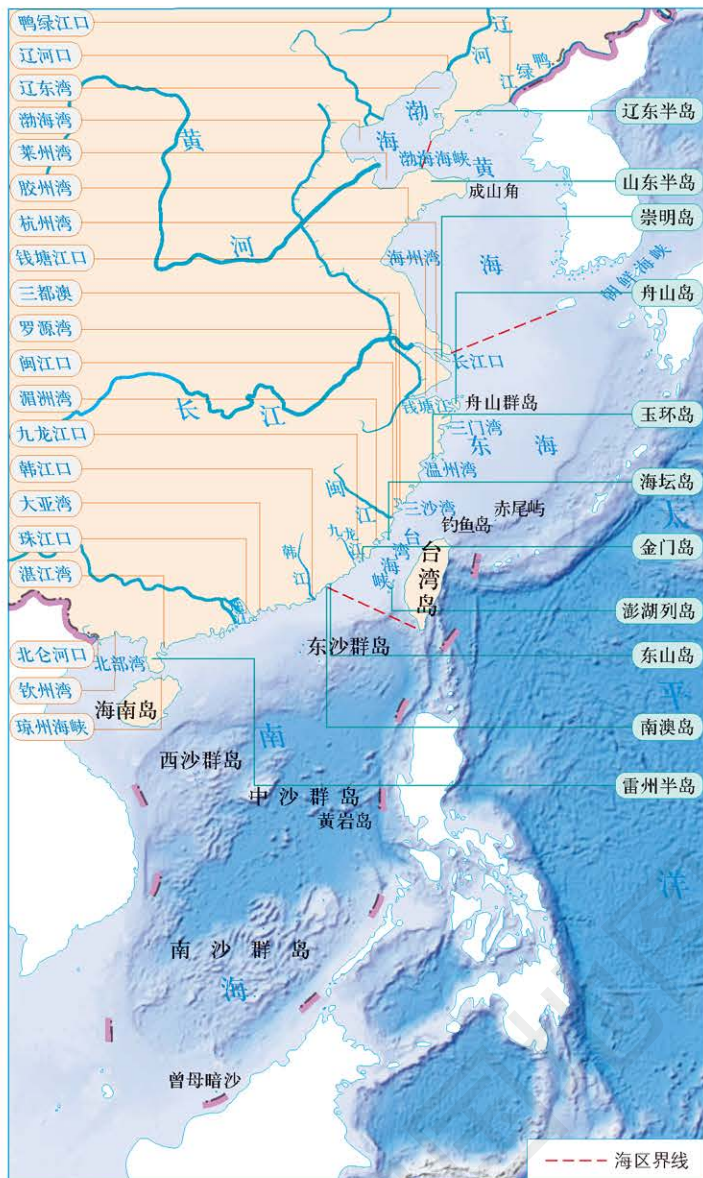 鸭绿江口
辽河口
辽东湾
渤海湾
莱州湾
胶州湾
杭州湾
钱塘江口
三都澳
罗源湾
闽江口
湄洲湾
九龙江口
韩江口
大亚湾
珠江口
湛江湾
北仑河口
钦州湾
琼州海峡
辽河
鸭绿江
渤海
渤海海峡
黄海
成山角
黄河
海州湾
朝鲜海峡
长江口
长江
钱塘江
舟山群岛
三门湾
东海
温州湾
闽江
三沙湾
赤尾屿
钓鱼岛
九龙江
台湾海峡
台湾岛
韩江
珠江
东沙群岛
北部湾
海南岛
西沙群岛
中沙群岛
黄岩岛
南海
南沙群岛
曾母暗沙
太平洋
辽东半岛
山东半岛
崇明岛
舟山岛
玉环岛
海坛岛
金门岛
澎湖列岛
东山岛
南澳岛
雷州半岛
海区界线